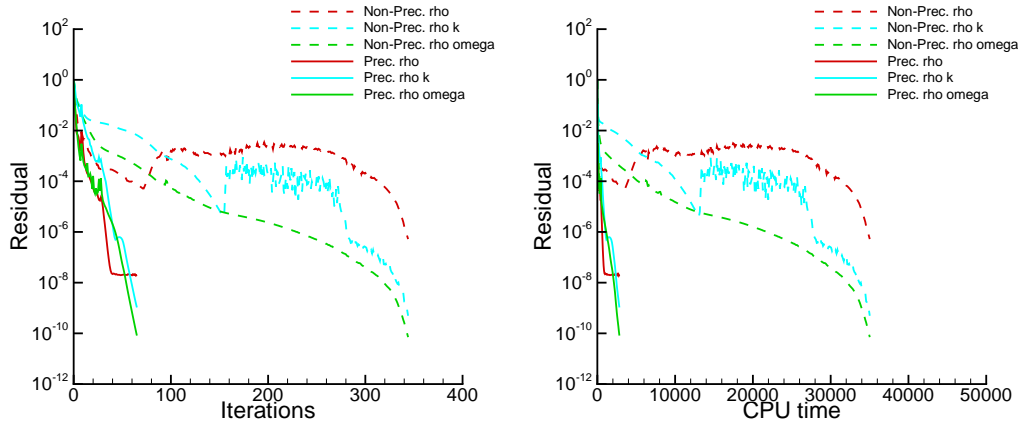 Non-Prec. rho
Non-Prec. rho k
Non-Prec. rho omega
Prec. rho
Prec. rho k
Prec. rho omega
10^2
10^0
10^-2
10^-4
10^-6
10^-8
10^-10
10^-12
Residual
0 100 200 300 400
Iterations
Non-Prec. rho
Non-Prec. rho k
Non-Prec. rho omega
Prec. rho
Prec. rho k
Prec. rho omega
10^2
10^0
10^-2
10^-4
10^-6
10^-8
10^-10
10^-12
Residual
0 10000 20000 30000 40000 50000
CPU time